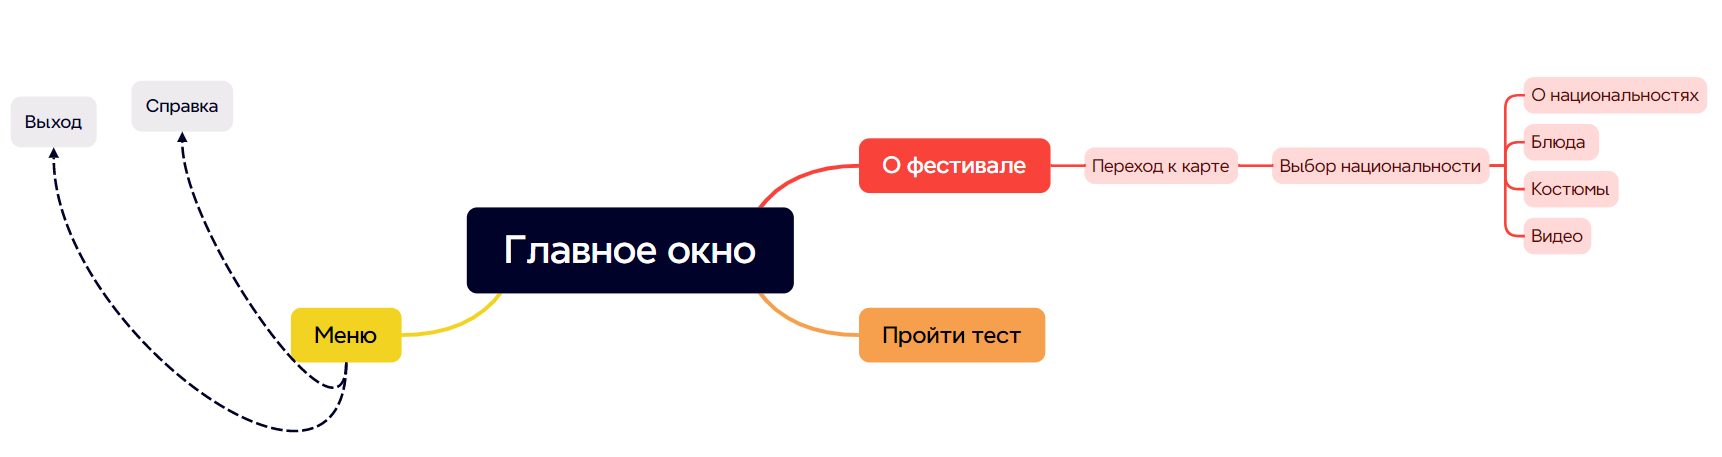 Выход
Справка
Меню
Главное окно
О фестивале
Переход к карте
Выбор национальности
О национальностях
Блюда
Костюмы
Видео
Пройти тест